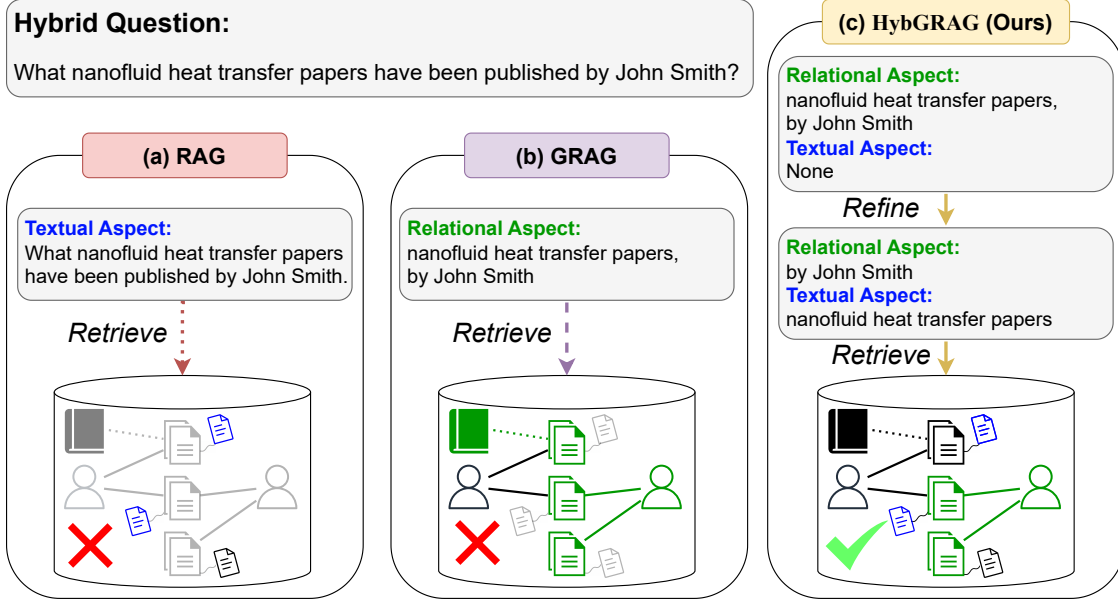 Hybrid Question:
What nanofluid heat transfer papers have been published by John Smith?
(a) RAG
Textual Aspect:
What nanofluid heat transfer papers
have been published by John Smith.
Retrieve
(b) GRAG
Relational Aspect:
nanofluid heat transfer papers,
by John Smith
Retrieve
(c) HybGRAG (Ours)
Relational Aspect:
nanofluid heat transfer papers,
by John Smith
Textual Aspect:
None
Refine
Relational Aspect:
by John Smith
Textual Aspect:
nanofluid heat transfer papers
Retrieve